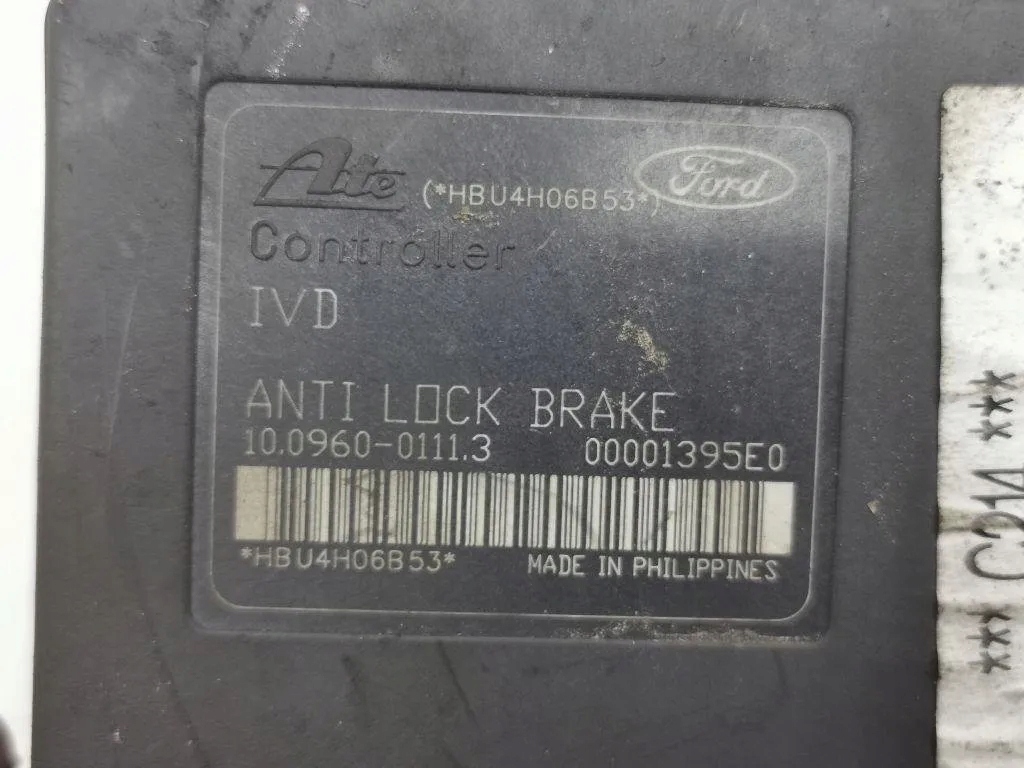 Ate
(*HBU4H06B53*)
Ford
Controller
IVD
ANTI LOCK BRAKE
10.0960-0111.3 00001395E0
*HBU4H06B53* MADE IN PHILIPPINES
*** C214 ***